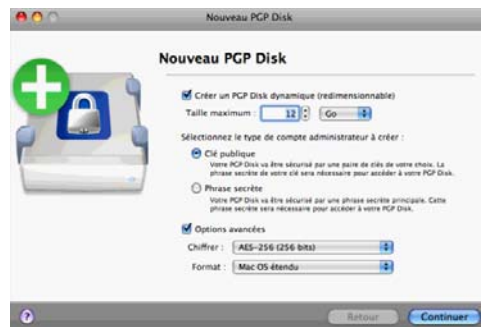 Nouveau PGP Disk
Nouveau PGP Disk
Créer un PGP Disk dynamique (redimensionnable)
Taille maximum : 12 Go
Sélectionnez le type de compte administrateur à créer :
Clé publique
Votre PGP Disk va être sécurisé par une paire de clés de votre choix. La
phrase secrète de votre clé sera nécessaire pour accéder à votre PGP Disk.
Phrase secrète
Votre PGP Disk va être sécurisé par une phrase secrète principale. Cette
phrase secrète sera nécessaire pour accéder à votre PGP Disk.
Options avancées
Chiffrer : AES-256 (256 bits)
Format : Mac OS étendu
?
Retour Continuer